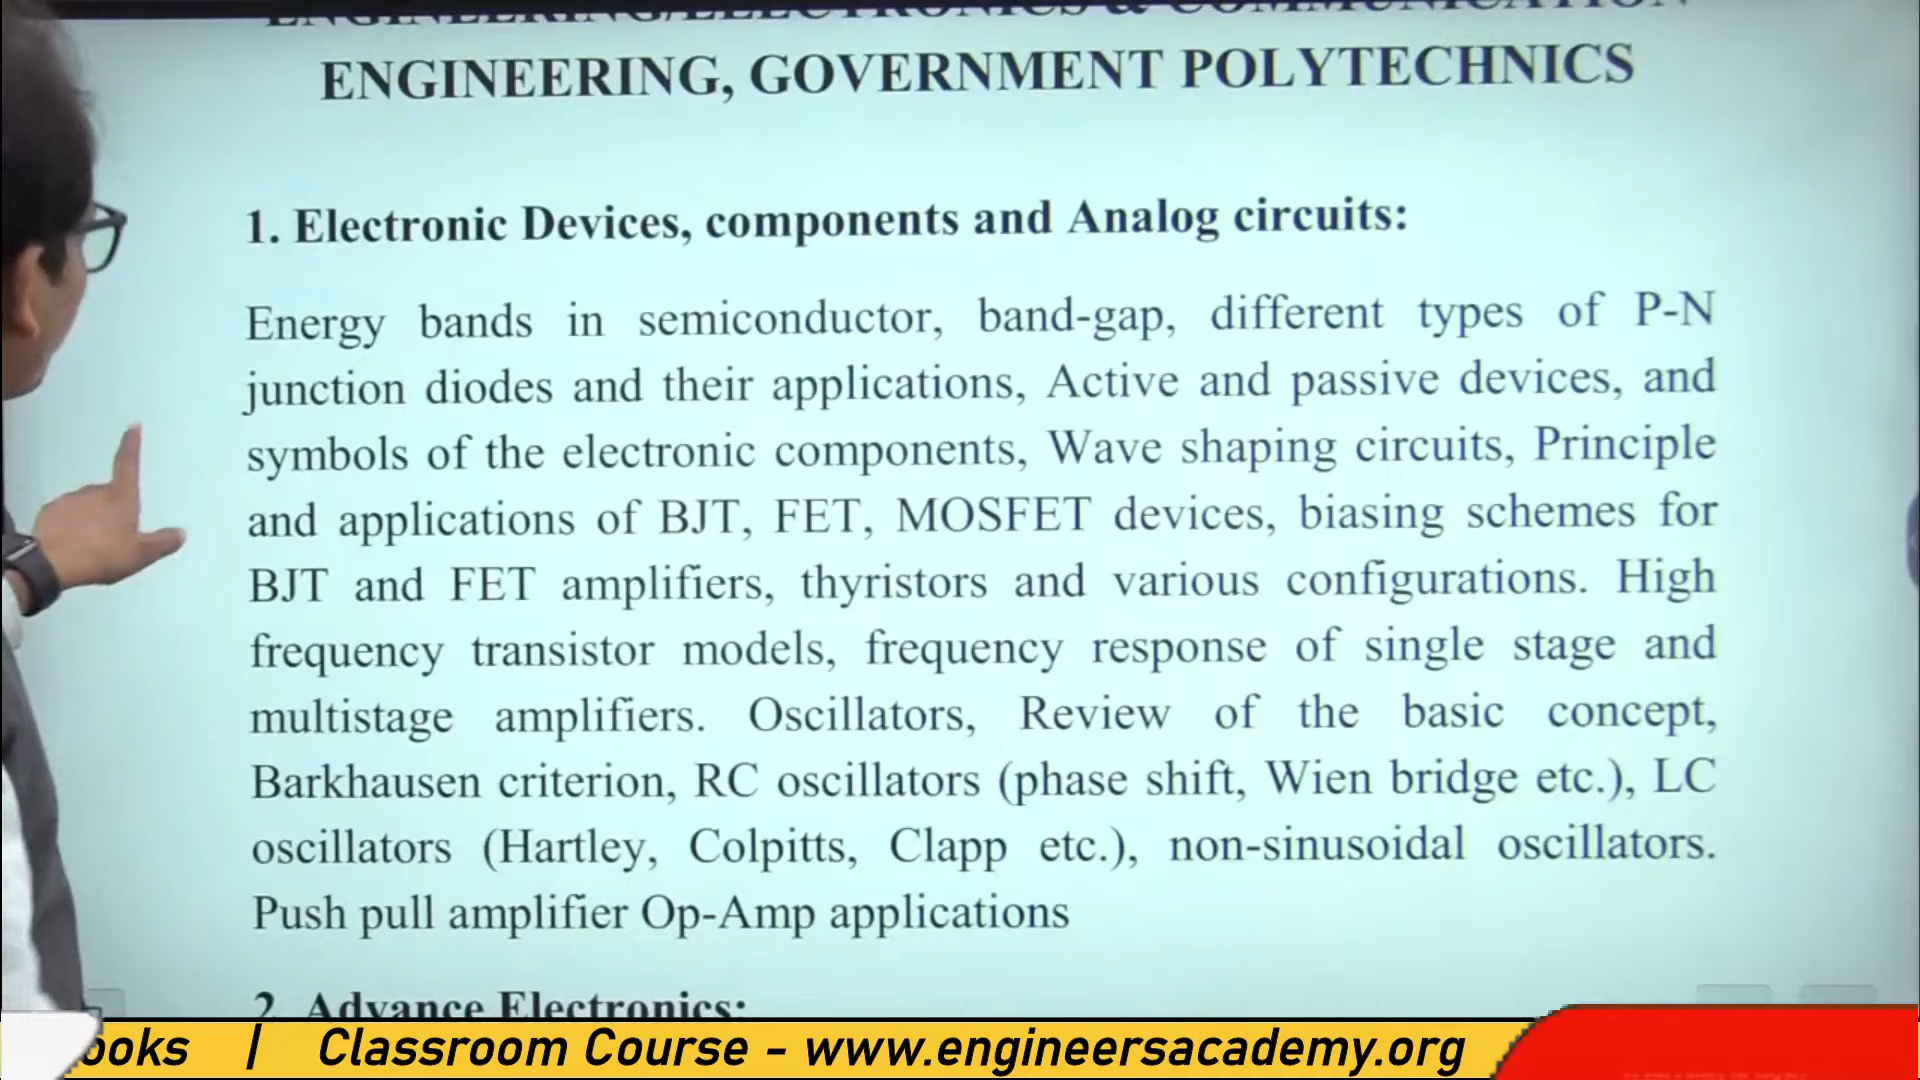 ENGINEERING/ELECTRONICS & COMMUNICATION
ENGINEERING, GOVERNMENT POLYTECHNICS
1. Electronic Devices, components and Analog circuits:
Energy bands in semiconductor, band-gap, different types of P-N
junction diodes and their applications, Active and passive devices, and
symbols of the electronic components, Wave shaping circuits, Principle
and applications of BJT, FET, MOSFET devices, biasing schemes for
BJT and FET amplifiers, thyristors and various configurations. High
frequency transistor models, frequency response of single stage and
multistage amplifiers. Oscillators, Review of the basic concept,
Barkhausen criterion, RC oscillators (phase shift, Wien bridge etc.), LC
oscillators (Hartley, Colpitts, Clapp etc.), non-sinusoidal oscillators.
Push pull amplifier Op-Amp applications
2. Advance Electronics:
ooks | Classroom Course - www.engineersacademy.org